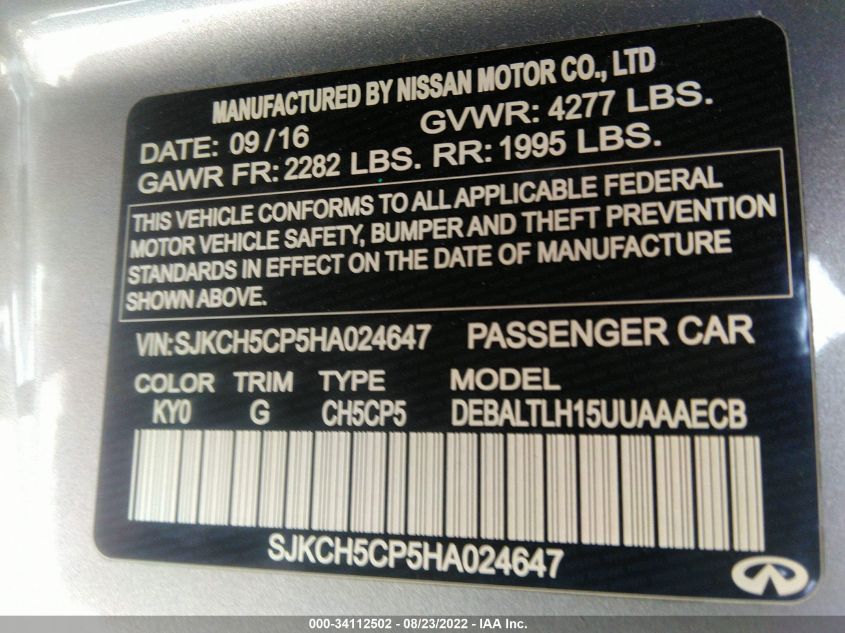 MANUFACTURED BY NISSAN MOTOR CO., LTD
DATE: 09/16 GVWR: 4277 LBS.
GAWR FR: 2282 LBS. RR: 1995 LBS.
THIS VEHICLE CONFORMS TO ALL APPLICABLE FEDERAL
MOTOR VEHICLE SAFETY, BUMPER AND THEFT PREVENTION
STANDARDS IN EFFECT ON THE DATE OF MANUFACTURE
SHOWN ABOVE.
VIN:SJKCH5CP5HA024647 PASSENGER CAR
COLOR TRIM TYPE MODEL
KY0 G CH5CP5 DEBALTLH15UUAAAECB
SJKCH5CP5HA024647
000-34112502 - 08/23/2022 - IAA Inc.